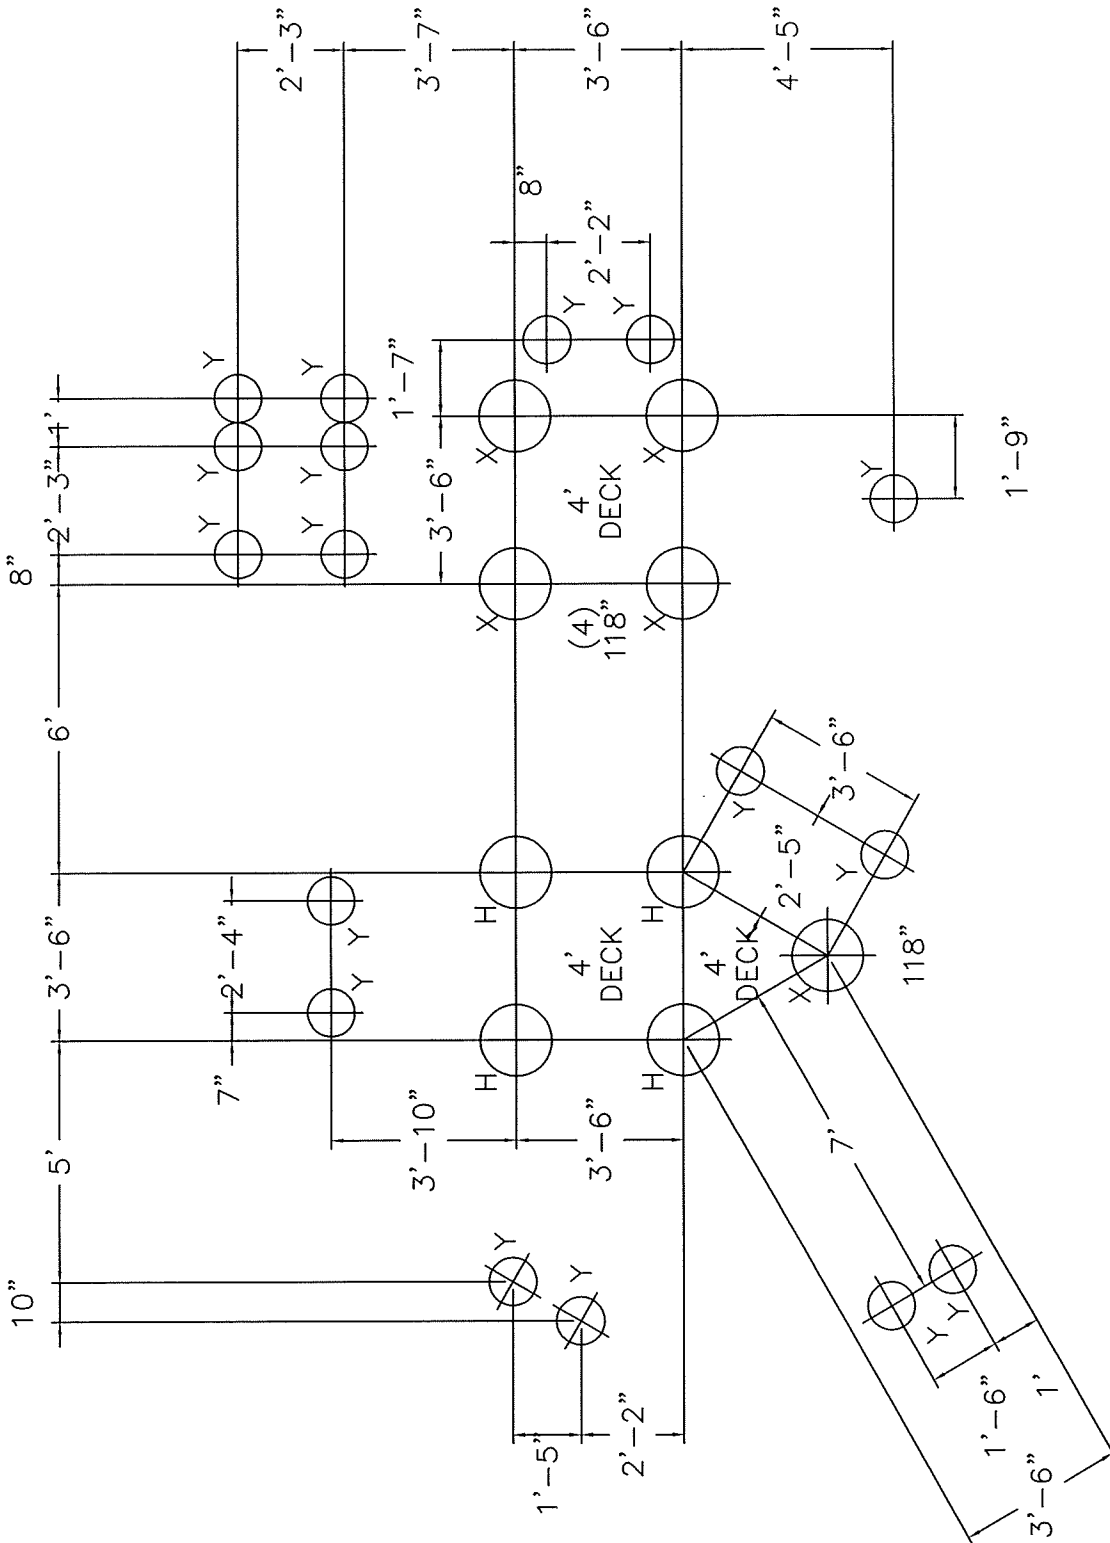 10"
5'
3'-6"
6'
8"
2'-3"
1'
7"
2'-4"
Y
Y
Y
Y
Y
Y
Y
Y
2'-3"
3'-7"
3'-6"
4'-5"
3'-10"
3'-6"
3'-6"
1'-7"
8"
2'-2"
Y
Y
Y
Y
H
H
H
H
X
X
X
X
4'
DECK
(4)
118"
4'
DECK
1'-5"
2'-2"
4'
DECK
X
118"
2'-5"
3'-6"
Y
Y
Y
1'-9"
7'
Y
Y
1'-6"
1'
3'-6"